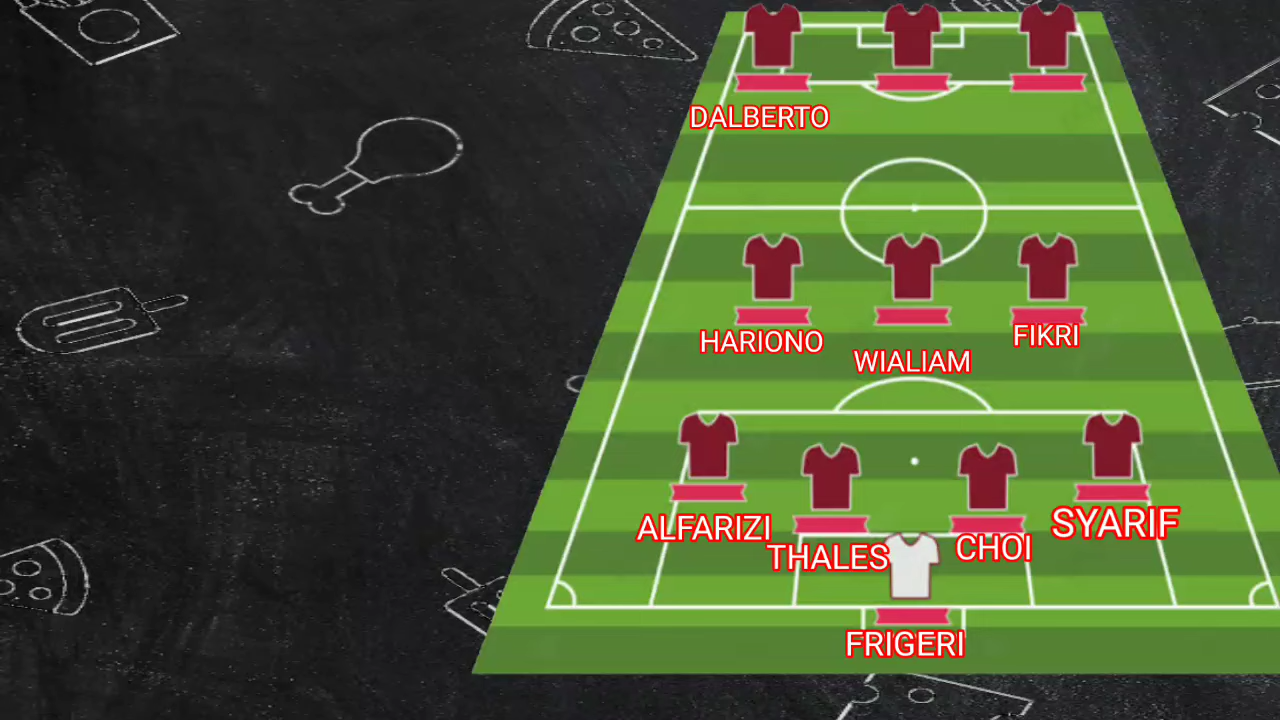 DALBERTO
HARIONO
WIALIAM
FIKRI
ALFARIZI
THALES
CHOI
SYARIF
FRIGERI